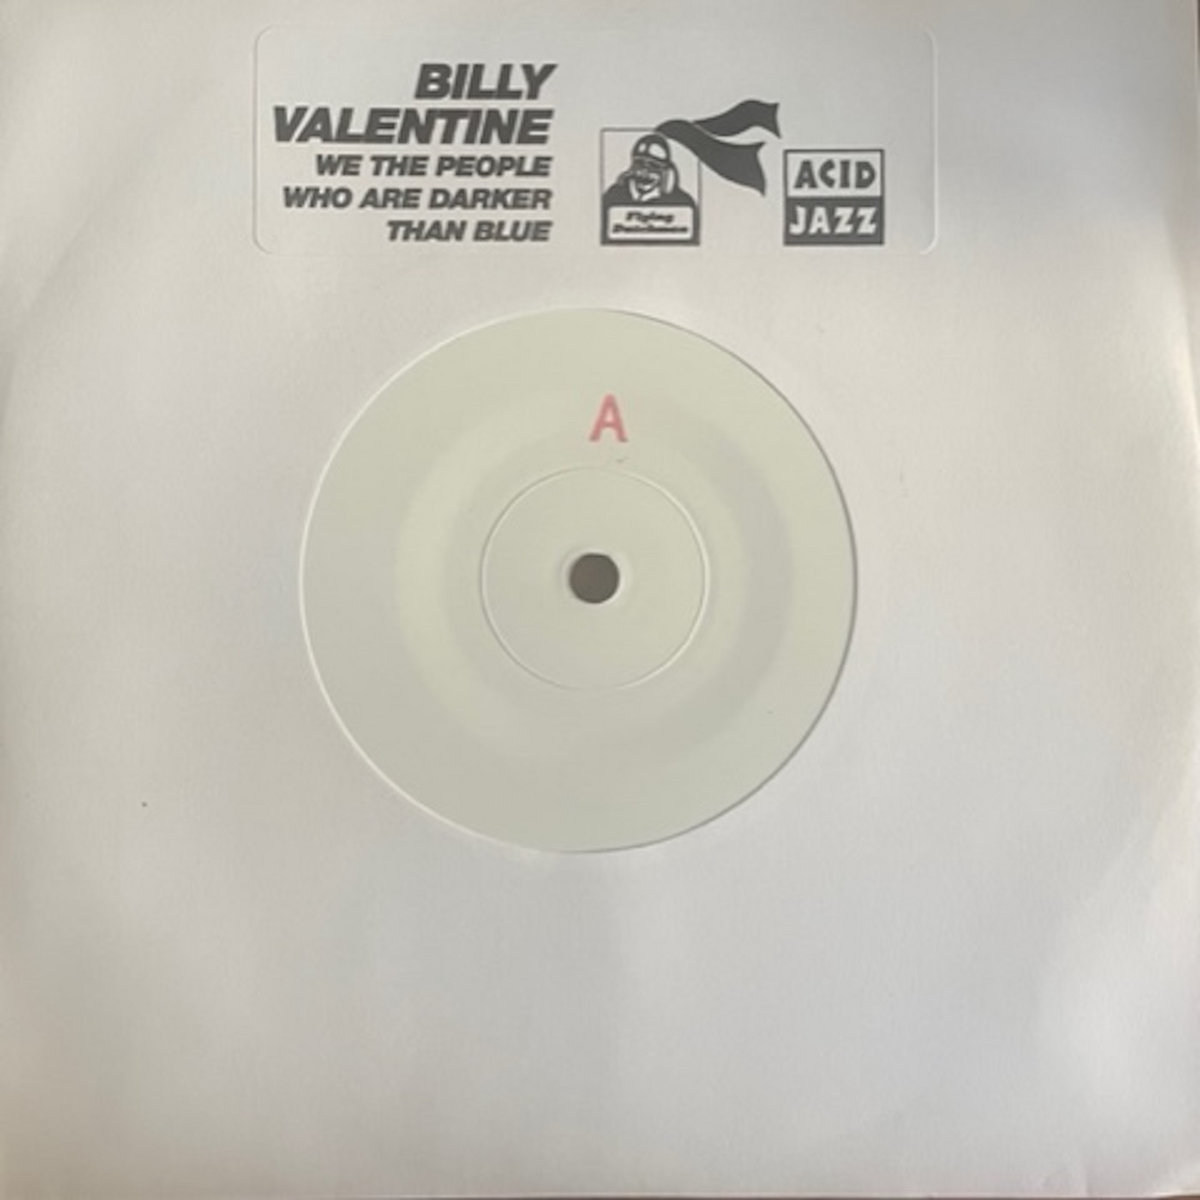 BILLY
VALENTINE
WE THE PEOPLE
WHO ARE DARKER
THAN BLUE
Flying
Dutchman
ACID
JAZZ
A